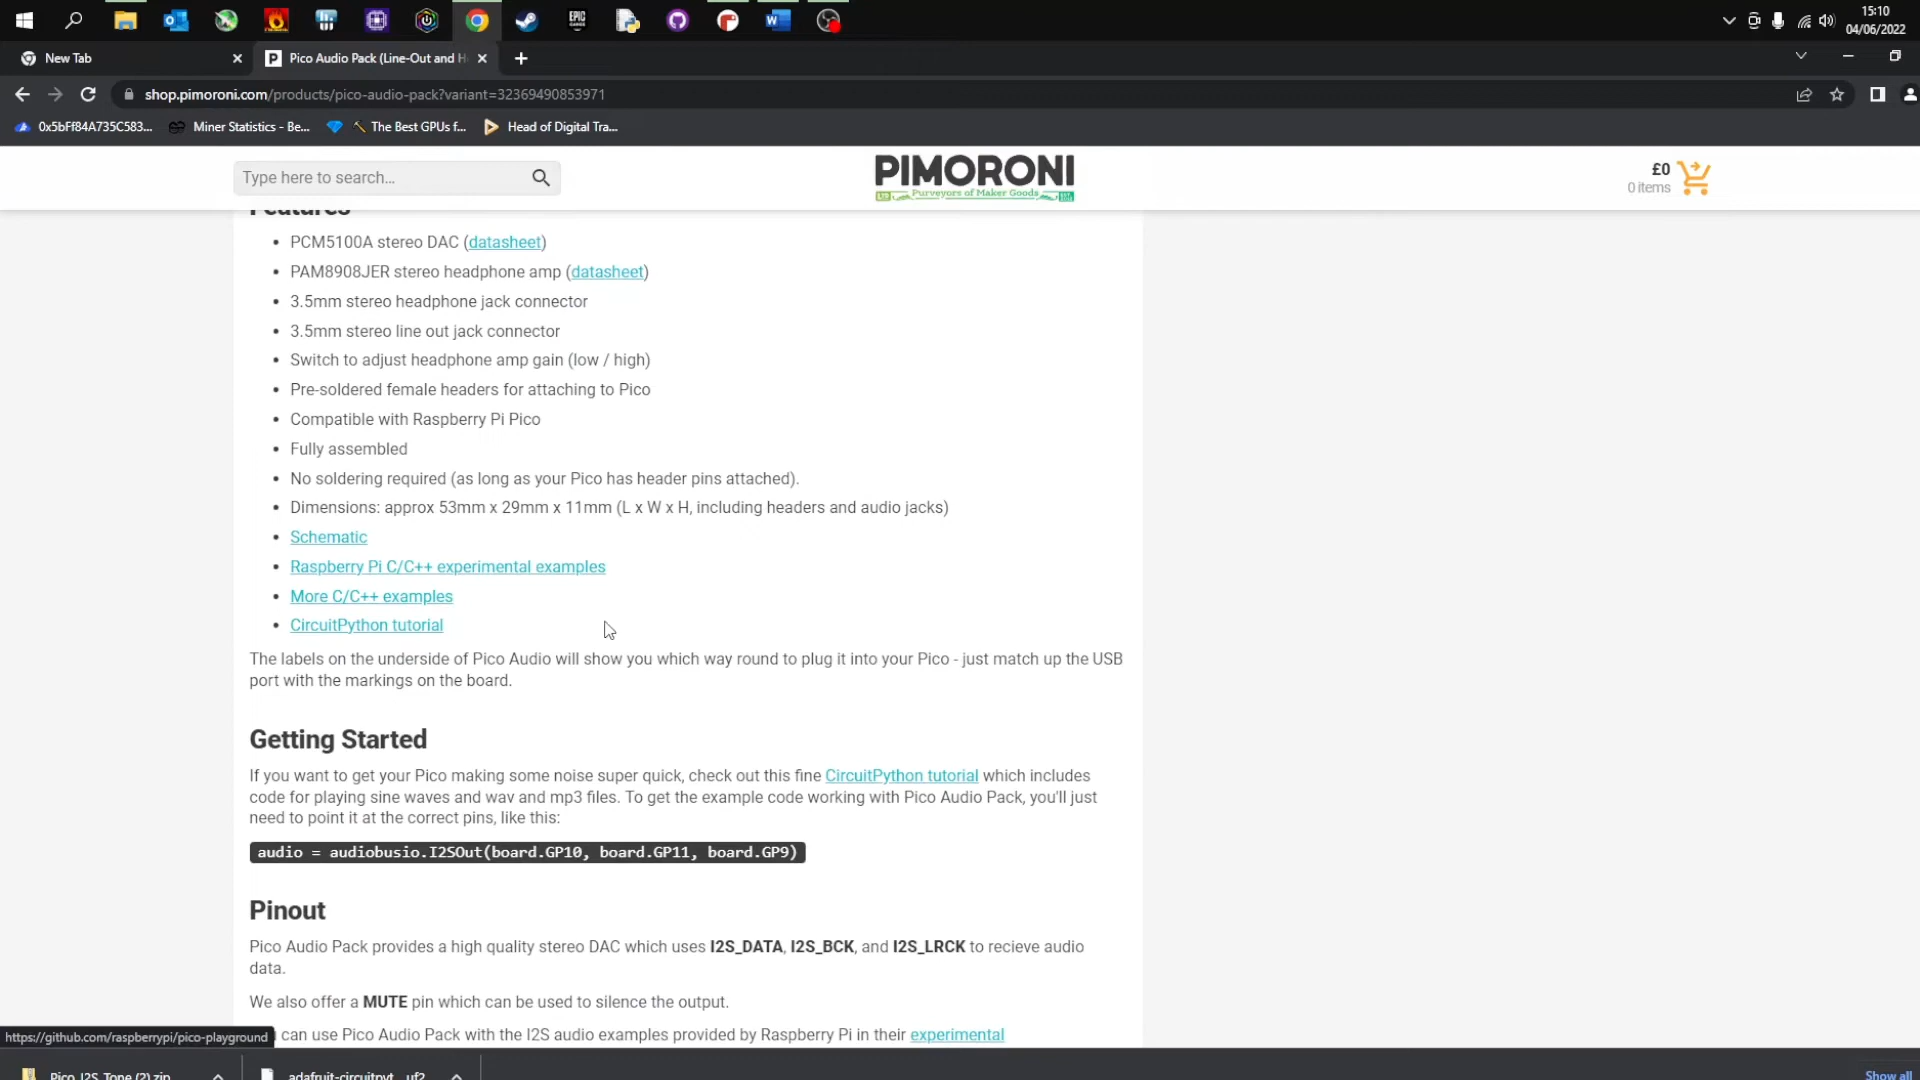 15:10
04/06/2022
New Tab
Pico Audio Pack (Line-Out and H
shop.pimoroni.com/products/pico-audio-pack?variant=32369490853971
0x5bFf84A735C583... Miner Statistics - Be... The Best GPUs f... Head of Digital Tra...
Type here to search...
PIMORONI
Purveyors of Maker Goods
£0
0 items
Features
• PCM5100A stereo DAC (datasheet)
• PAM8908JER stereo headphone amp (datasheet)
• 3.5mm stereo headphone jack connector
• 3.5mm stereo line out jack connector
• Switch to adjust headphone amp gain (low / high)
• Pre-soldered female headers for attaching to Pico
• Compatible with Raspberry Pi Pico
• Fully assembled
• No soldering required (as long as your Pico has header pins attached).
• Dimensions: approx 53mm x 29mm x 11mm (L x W x H, including headers and audio jacks)
• Schematic
• Raspberry Pi C/C++ experimental examples
• More C/C++ examples
• CircuitPython tutorial
The labels on the underside of Pico Audio will show you which way round to plug it into your Pico - just match up the USB
port with the markings on the board.
Getting Started
If you want to get your Pico making some noise super quick, check out this fine CircuitPython tutorial which includes
code for playing sine waves and wav and mp3 files. To get the example code working with Pico Audio Pack, you'll just
need to point it at the correct pins, like this:
audio = audiobusio.I2SOut(board.GP10, board.GP11, board.GP9)
Pinout
Pico Audio Pack provides a high quality stereo DAC which uses I2S_DATA, I2S_BCK, and I2S_LRCK to recieve audio
data.
We also offer a MUTE pin which can be used to silence the output.
can use Pico Audio Pack with the I2S audio examples provided by Raspberry Pi in their experimental
https://github.com/raspberrypi/pico-playground
Pico_I2S_Tone (2).zip
adafruit-circuitpyt....uf2
Show all